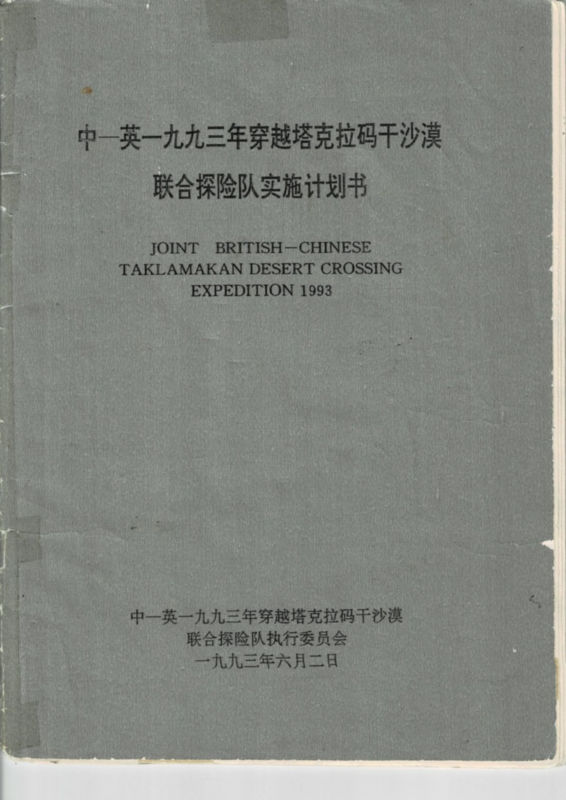 中—英一九九三年穿越塔克拉码干沙漠
联合探险队实施计划书
JOINT BRITISH—CHINESE
TAKLAMAKAN DESERT CROSSING
EXPEDITION 1993
中—英一九九三年穿越塔克拉码干沙漠
联合探险队执行委员会
一九九三年六月二日